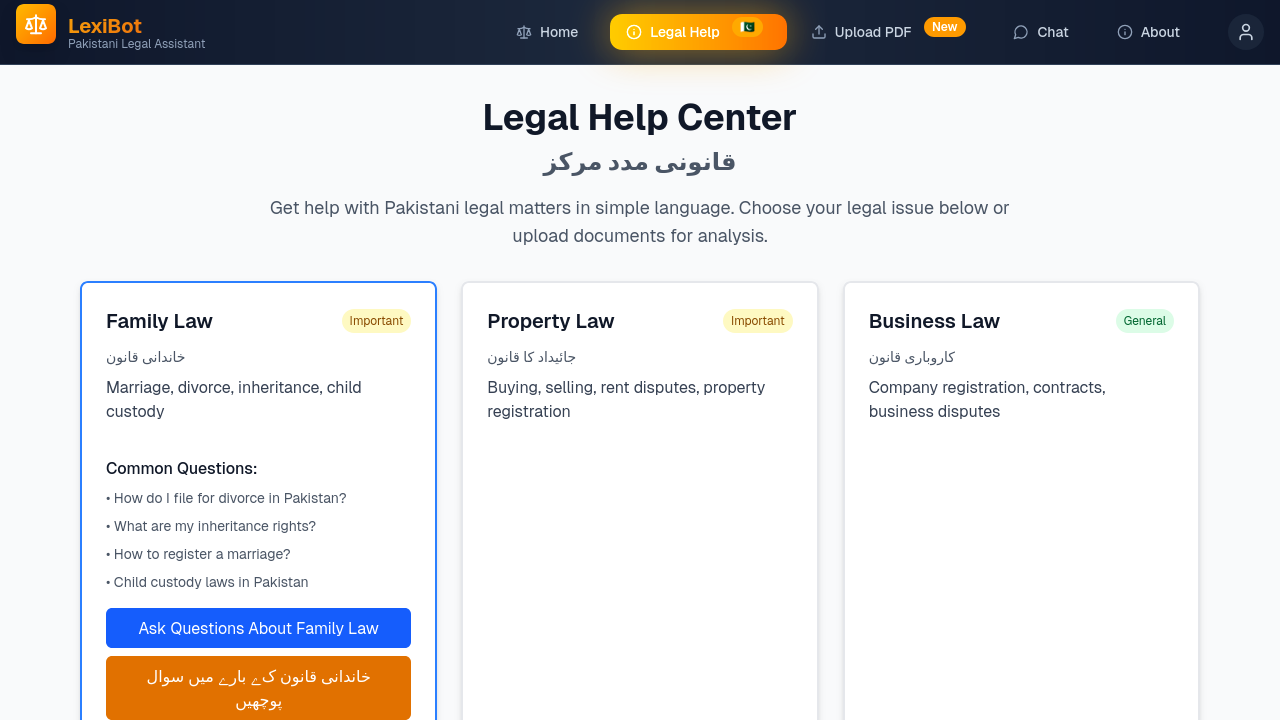 LexiBot
Pakistani Legal Assistant
Home
Legal Help
Upload PDF
New
Chat
About
Legal Help Center
قانونی مدد مرکز
Get help with Pakistani legal matters in simple language. Choose your legal issue below or
upload documents for analysis.
Family Law
Important
خاندانی قانون
Marriage, divorce, inheritance, child
custody
Common Questions:
• How do I file for divorce in Pakistan?
• What are my inheritance rights?
• How to register a marriage?
• Child custody laws in Pakistan
Ask Questions About Family Law
خاندانی قانون کے بارے میں سوال
پوچھیں
Property Law
Important
جائیداد کا قانون
Buying, selling, rent disputes, property
registration
Business Law
General
کاروباری قانون
Company registration, contracts,
business disputes